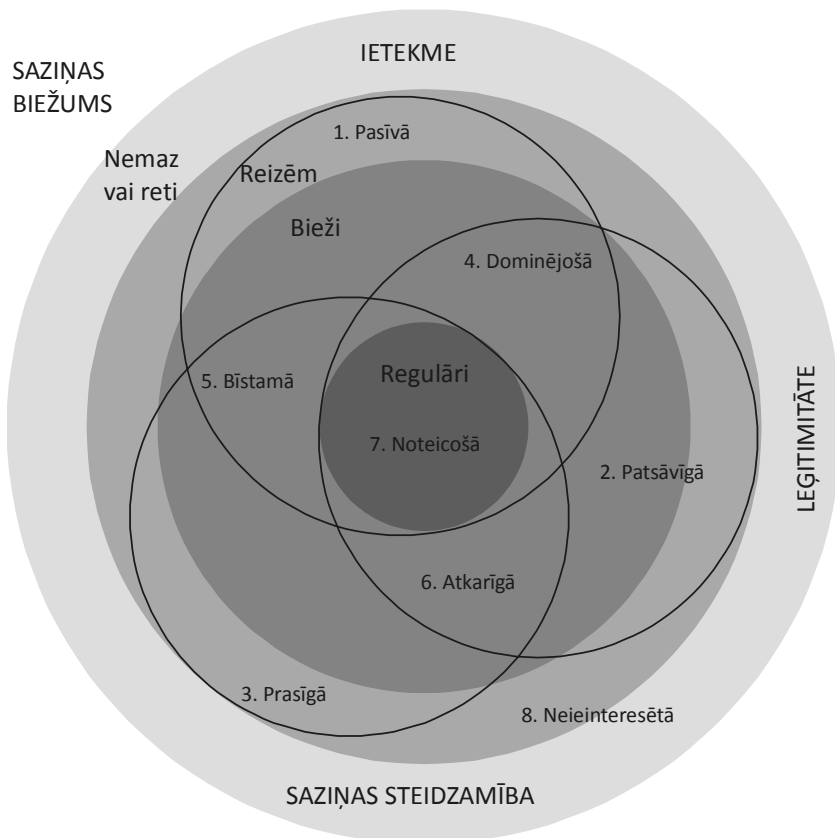 IETEKME
SAZIŅAS
BIEŽUMS
1. Pasīvā
Nemaz
vai reti
Reizēm
Bieži
4. Dominējošā
5. Bīstamā
Regulāri
LEĢITIMITĀTE
7. Noteicošā
2. Patsāvīgā
6. Atkarīgā
3. Prasīgā
8. Neieinteresētā
SAZIŅAS STEIDZAMĪBA